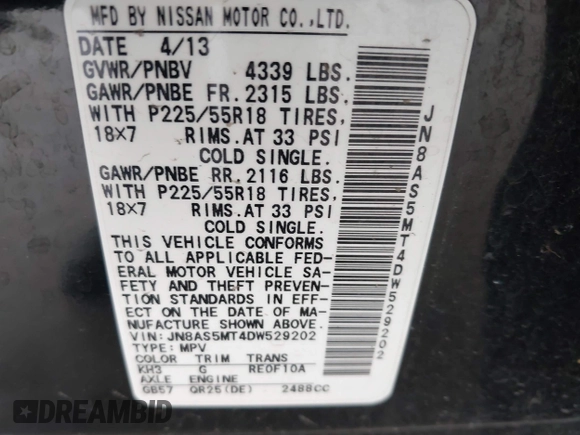 MFD BY NISSAN MOTOR CO.,LTD.
DATE 4/13
GVWR/PNBV 4339 LBS.
GAWR/PNBE FR. 2315 LBS.
WITH P225/55R18 TIRES,
18X7 RIMS.AT 33 PSI
COLD SINGLE.
GAWR/PNBE RR. 2116 LBS.
WITH P225/55R18 TIRES,
18X7 RIMS.AT 33 PSI
COLD SINGLE.
THIS VEHICLE CONFORMS
TO ALL APPLICABLE FED-
ERAL MOTOR VEHICLE SA-
FETY AND THEFT PREVEN-
TION STANDARDS IN EFF-
ECT ON THE DATE OF MA-
NUFACTURE SHOWN ABOVE.
VIN: JN8AS5MT4DW529202
TYPE: MPV
COLOR TRIM TRANS
KH3 G RE0F10A
AXLE ENGINE
GB57 QR25(DE) 2488CC
JN8AS5MT4DW529202
DREAMBID